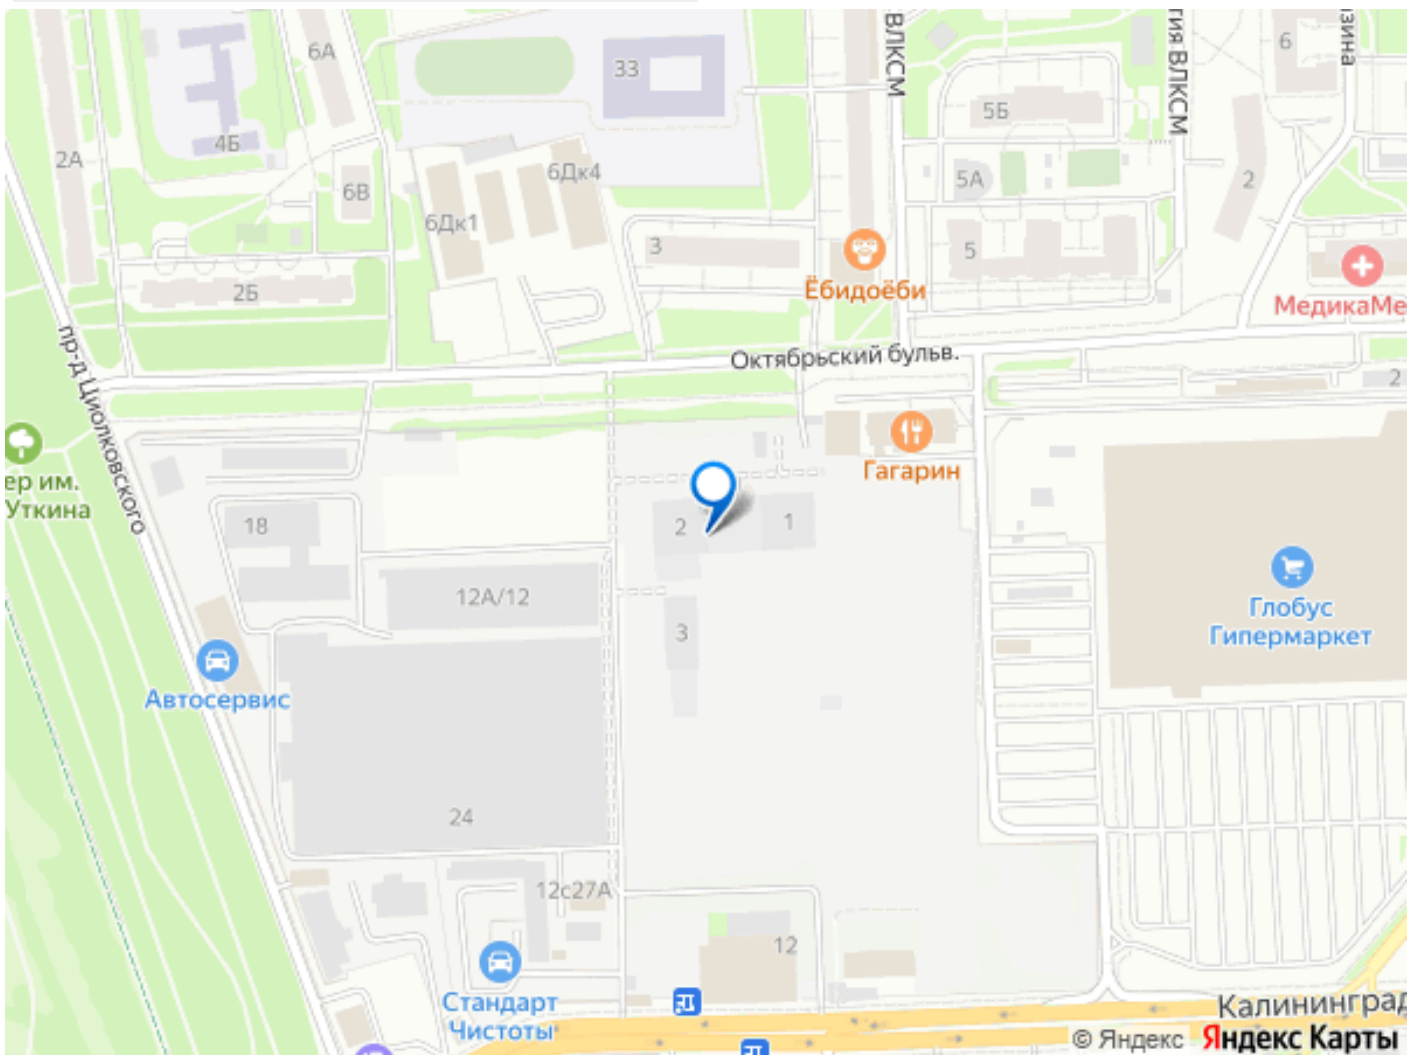 6А
33
ВЛКСМ
гия ВЛКСМ
6
зина
4Б
2А
5Б
6Дк4
5А
2
6В
6Дк1
3
5
2Б
Ёбидоёби
МедикаМе
пр-д Циолковского
Октябрьский бульв.
2
ер им.
Уткина
Гагарин
18
2
1
12А/12
Глобус
Гипермаркет
3
Автосервис
24
12с27А
12
Стандарт
Чистоты
Калининград
© Яндекс Яндекс Карты